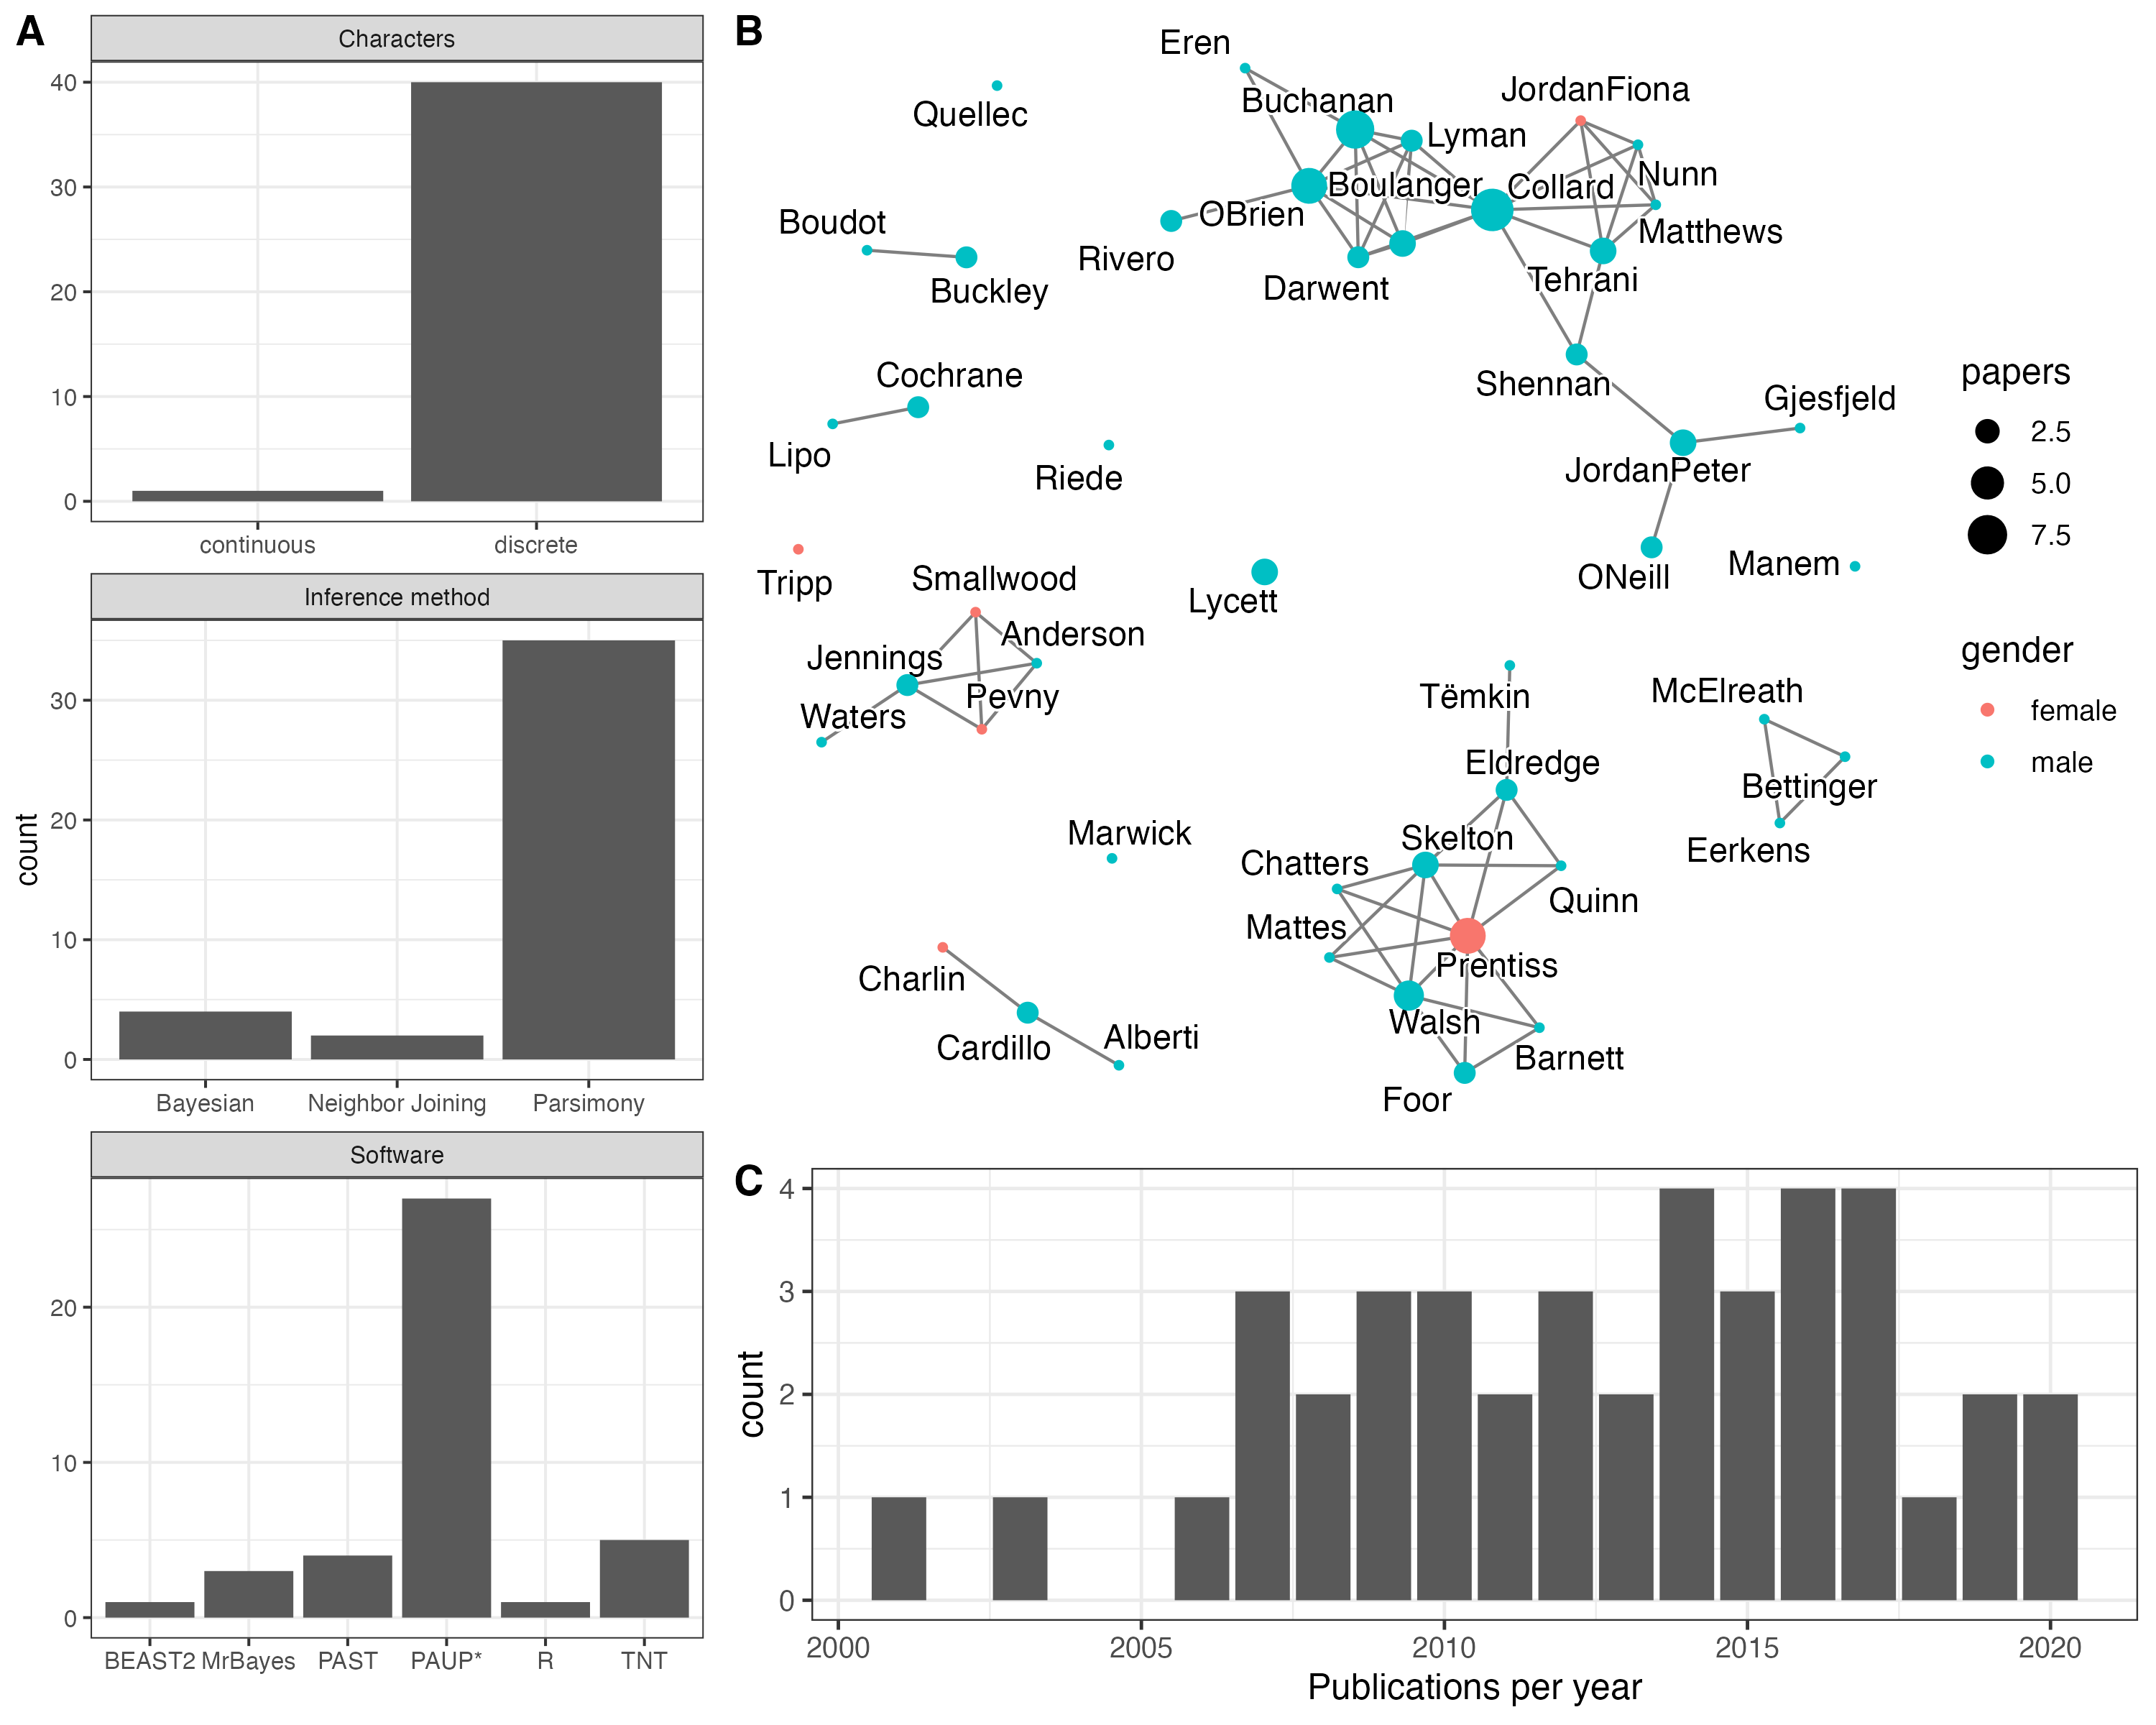 A
Characters
40
30
20
10
0
continuous
discrete
Inference method
30
20
10
0
Bayesian
Neighbor Joining
Parsimony
count
Software
20
10
0
BEAST2
MrBayes
PAST
PAUP*
R
TNT
B
Eren
Quellec
Buchanan
JordanFiona
Lyman
Nunn
Boulanger
Collard
OBrien
Boudot
Matthews
Rivero
Buckley
Darwent
Tehrani
Cochrane
Shennan
Gjesfjeld
Lipo
Riede
JordanPeter
Tripp
Smallwood
Lycett
ONeill
Manem
Anderson
Jennings
Pevny
Waters
Tëmkin
McElreath
Eldredge
Bettinger
Marwick
Skelton
Eerkens
Chatters
Quinn
Mattes
Prentiss
Charlin
Walsh
Cardillo
Alberti
Barnett
Foor
papers
2.5
5.0
7.5
gender
female
male
C
4
3
2
1
0
count
2000
2005
2010
2015
2020
Publications per year